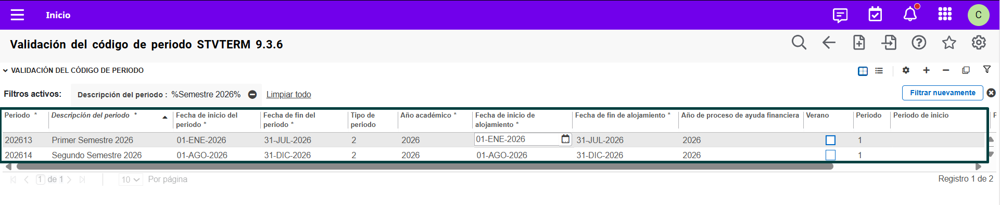 Inicio
C
Validación del código de periodo STVTERM 9.3.6
VALIDACIÓN DEL CÓDIGO DE PERIODO
Filtros activos: Descripción del periodo : %Semestre 2026% Limpiar todo Filtrar nuevamente
Periodo * Descripción del periodo * Fecha de inicio del periodo * Fecha de fin del periodo * Tipo de periodo Año académico * Fecha de inicio de alojamiento * Fecha de fin de alojamiento * Año de proceso de ayuda financiera Verano Periodo Periodo de inicio F
202613 Primer Semestre 2026 01-ENE-2026 31-JUL-2026 2 2026 01-ENE-2026 31-JUL-2026 2026 1
202614 Segundo Semestre 2026 01-AGO-2026 31-DIC-2026 2 2026 01-AGO-2026 31-DIC-2026 2026 1
1 de 1 10 Por página Registro 1 de 2